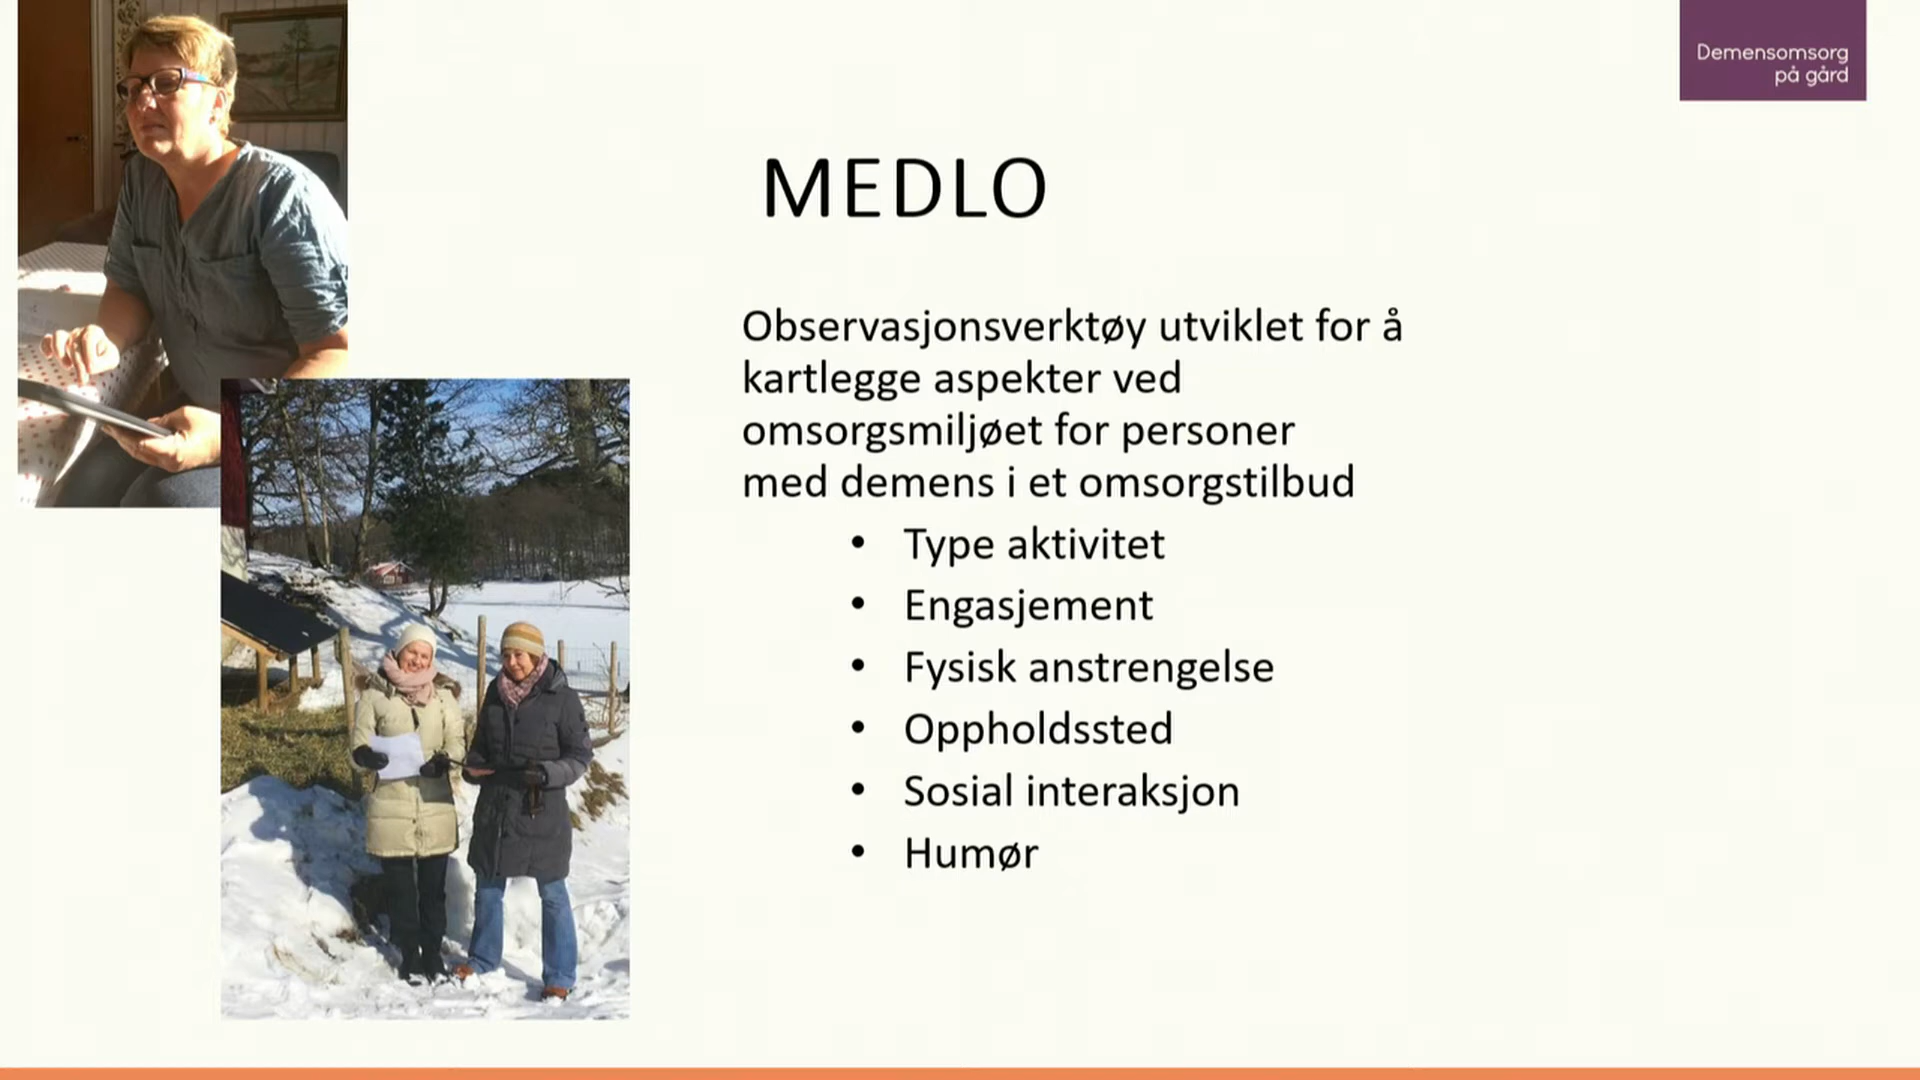 Demensomsorg
på gård
MEDLO
Observasjonsverktøy utviklet for å
kartlegge aspekter ved
omsorgsmiljøet for personer
med demens i et omsorgstilbud
• Type aktivitet
• Engasjement
• Fysisk anstrengelse
• Oppholdssted
• Sosial interaksjon
• Humør